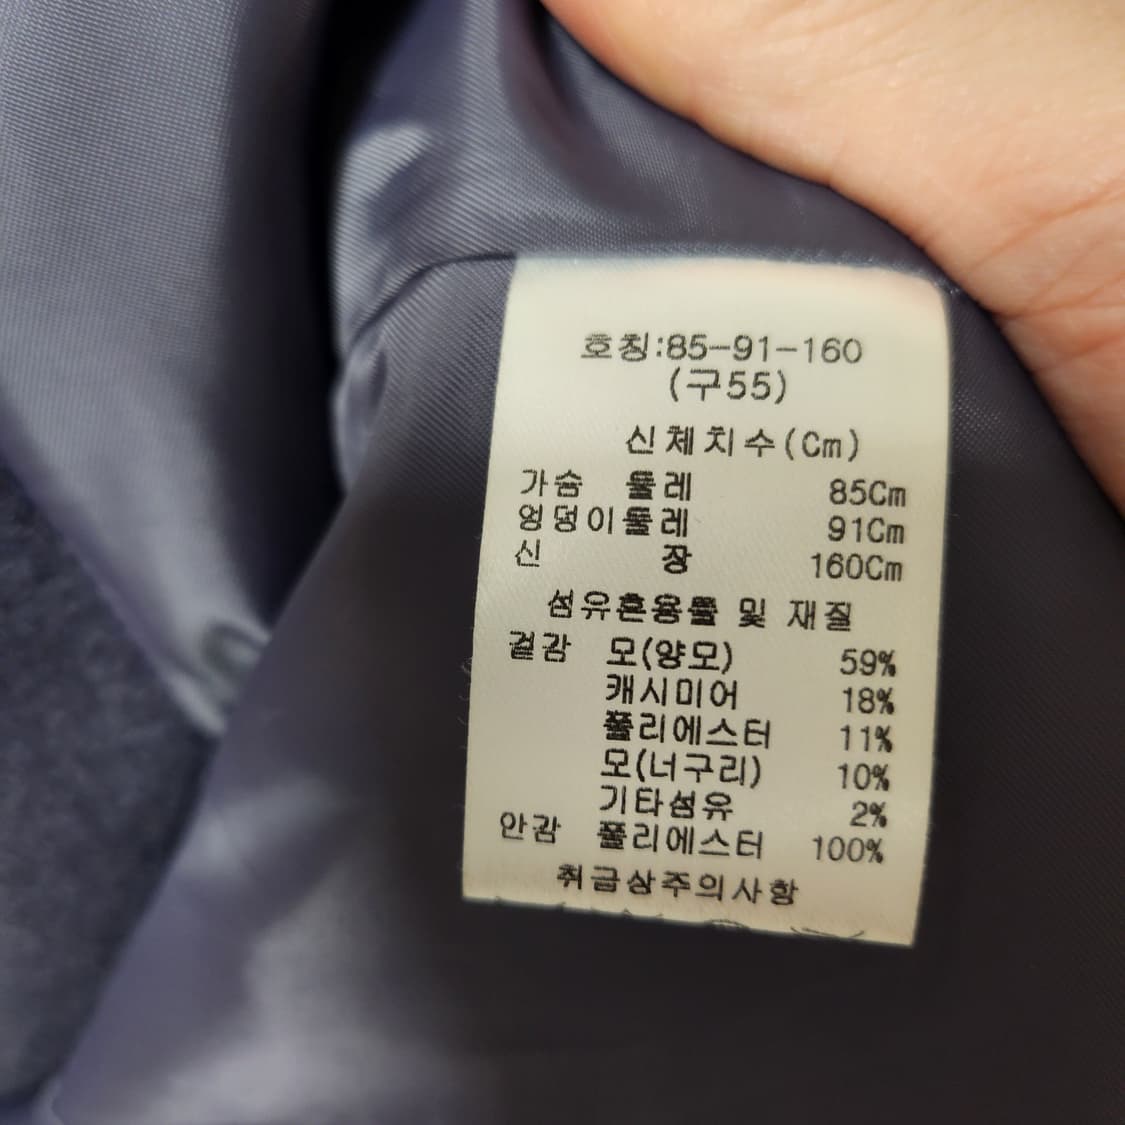 호칭:85-91-160
(구55)
신체치수(Cm)
가슴 둘레 85Cm
엉덩이둘레 91Cm
신 장 160Cm
섬유혼용률 및 재질
겉감 모(양모) 59%
캐시미어 18%
폴리에스터 11%
모(너구리) 10%
기타섬유 2%
안감 폴리에스터 100%
취급상주의사항